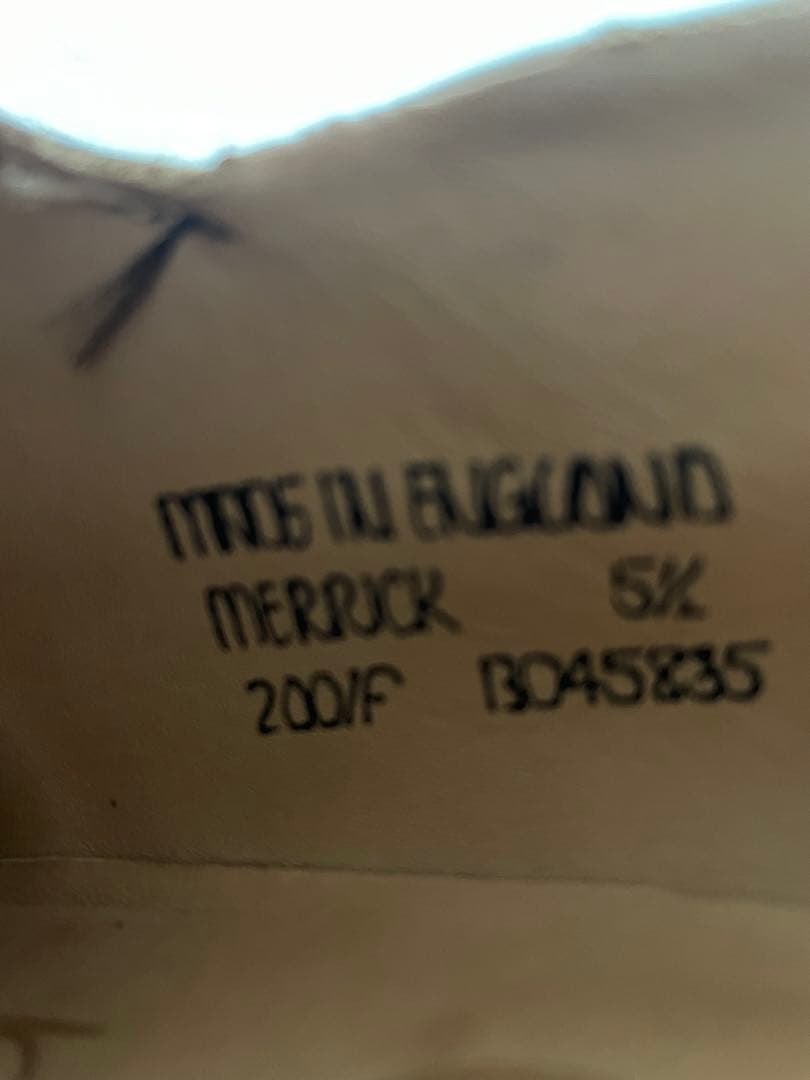 MADE IN ENGLAND
MERRICK 5½
200/F B045835